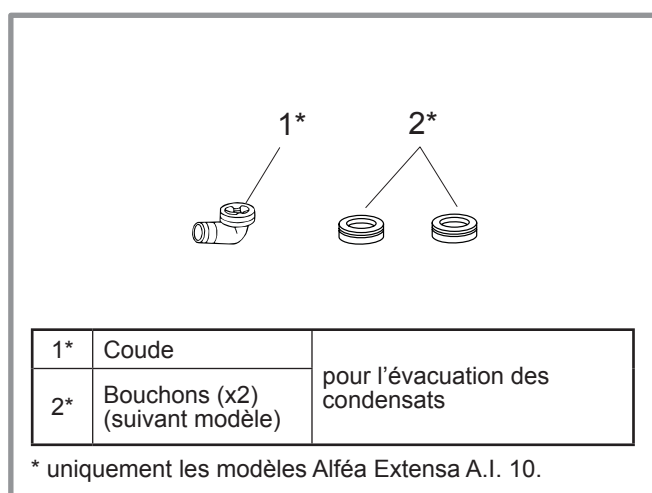 1*
2*
1*
Coude
pour l'évacuation des
condensats
2*
Bouchons (x2)
(suivant modèle)
* uniquement les modèles Alféa Extensa A.I. 10.